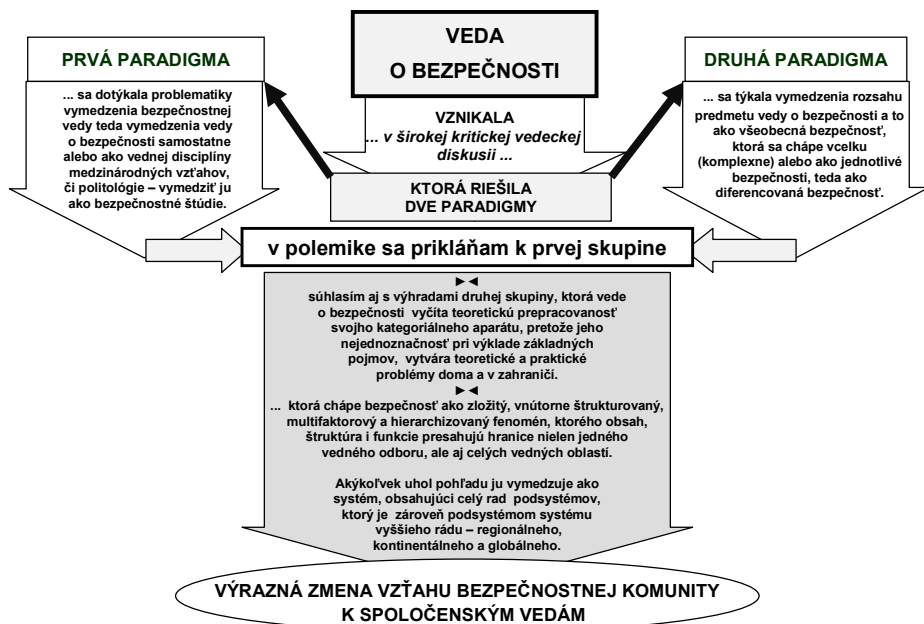 VEDA
O BEZPEČNOSTI
VZNIKALA
... v širokej kritickej vedeckej
diskusii ...
KTORÁ RIEŠILA
DVE PARADIGMY
PRVÁ PARADIGMA
... sa dotýkala problematiky
vymedzenia bezpečnostnej
vedy teda vymedzenia vedy
o bezpečnosti samostatne
alebo ako vednej disciplíny
medzinárodných vzťahov,
či politológie – vymedziť ju
ako bezpečnostné štúdie.
DRUHÁ PARADIGMA
... sa týkala vymedzenia rozsahu
predmetu vedy o bezpečnosti a to
ako všeobecná bezpečnosť,
ktorá sa chápe vcelku
(komplexne) alebo ako jednotlivé
bezpečnosti, teda ako
diferencovaná bezpečnosť.
v polemike sa prikláňam k prvej skupine
►◄
súhlasím aj s výhradami druhej skupiny, ktorá vede
o bezpečnosti vyčíta teoretickú prepracovanosť
svojho kategoriálneho aparátu, pretože jeho
nejednoznačnosť pri výklade základných
pojmov, vytvára teoretické a praktické
problémy doma a v zahraničí.
►◄
... ktorá chápe bezpečnosť ako zložitý, vnútorne štrukturovaný,
multifaktorový a hierarchizovaný fenomén, ktorého obsah,
štruktúra i funkcie presahujú hranice nielen jedného
vedného odboru, ale aj celých vedných oblastí.
Akýkoľvek uhol pohľadu ju vymedzuje ako
systém, obsahujúci celý rad podsystémov,
ktorý je zároveň podsystémom systému
vyššieho rádu – regionálneho,
kontinentálneho a globálneho.
VÝRAZNÁ ZMENA VZŤAHU BEZPEČNOSTNEJ KOMUNITY
K SPOLOČENSKÝM VEDÁM